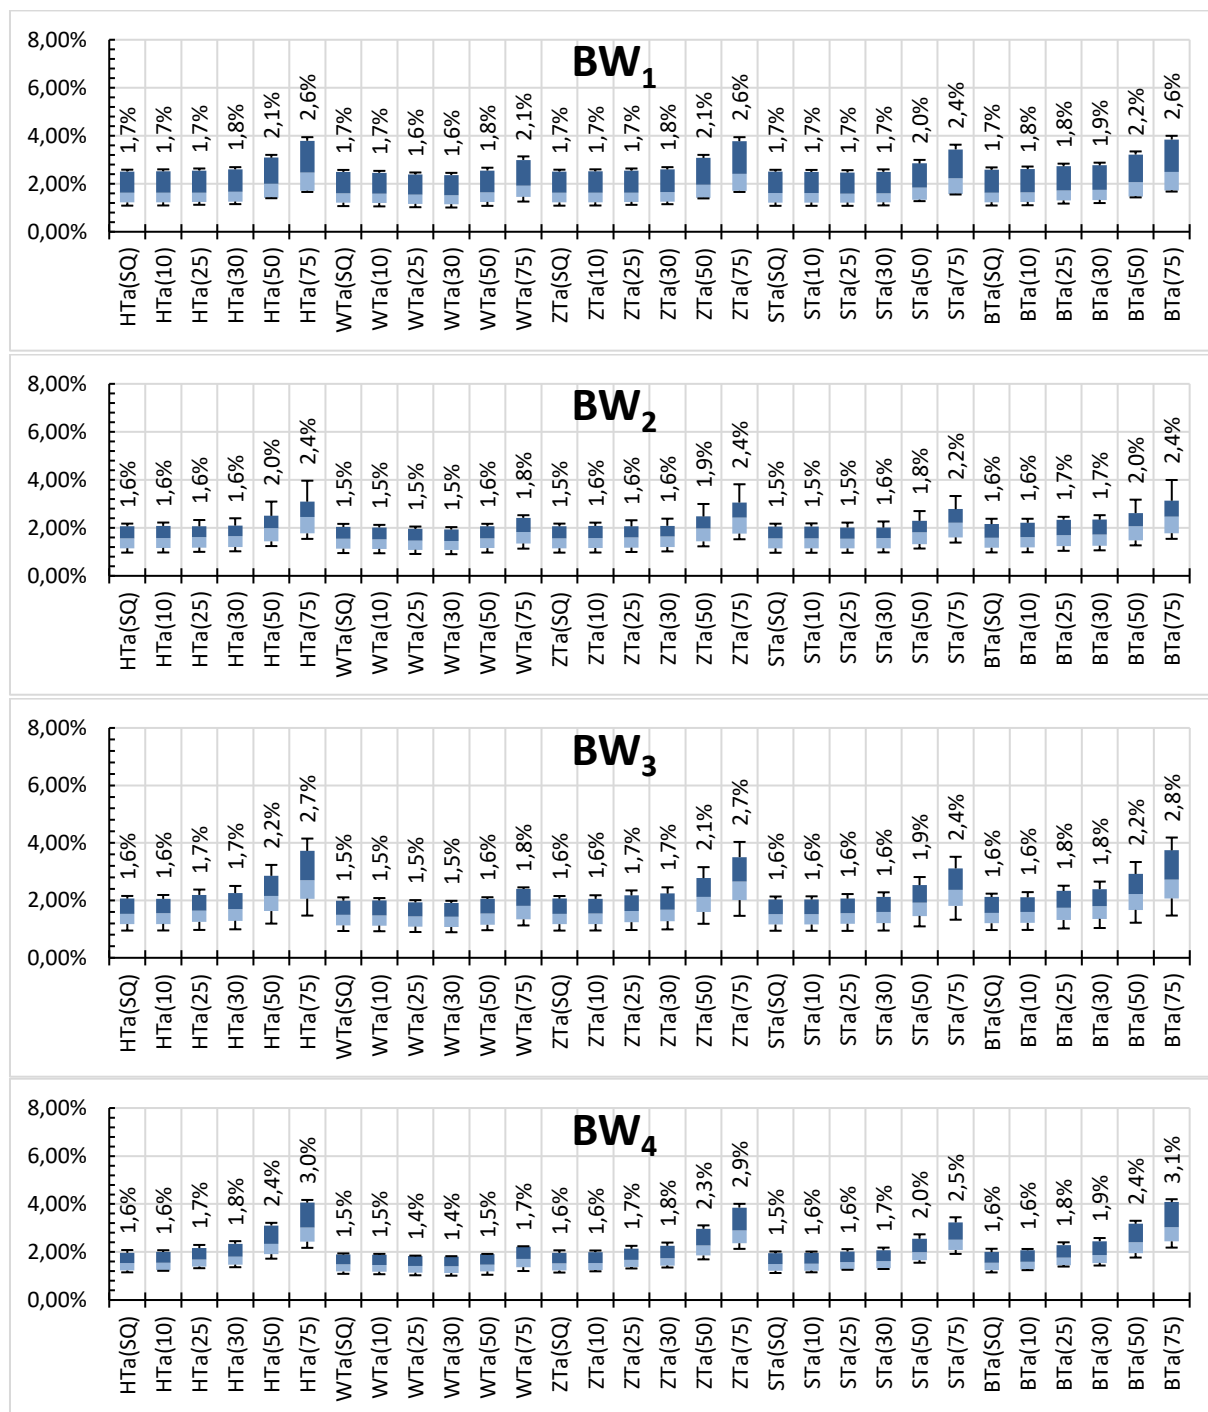 BW1
8,00%
6,00%
4,00%
2,00%
0,00%
1,7% 1,7% 1,7% 1,8% 2,1% 2,6% 1,7% 1,7% 1,6% 1,6% 1,8% 2,1% 1,7% 1,7% 1,7% 1,8% 2,1% 2,6% 1,7% 1,7% 1,7% 1,7% 2,0% 2,4% 1,7% 1,8% 1,8% 1,9% 2,2% 2,6%
HTa(SQ) HTa(10) HTa(25) HTa(30) HTa(50) HTa(75) WTa(SQ) WTa(10) WTa(25) WTa(30) WTa(50) WTa(75) ZTa(SQ) ZTa(10) ZTa(25) ZTa(30) ZTa(50) ZTa(75) STa(SQ) STa(10) STa(25) STa(30) STa(50) STa(75) BTa(SQ) BTa(10) BTa(25) BTa(30) BTa(50) BTa(75)
BW2
8,00%
6,00%
4,00%
2,00%
0,00%
1,6% 1,6% 1,6% 1,6% 2,0% 2,4% 1,5% 1,5% 1,5% 1,5% 1,6% 1,8% 1,5% 1,6% 1,6% 1,6% 1,9% 2,4% 1,5% 1,5% 1,5% 1,6% 1,8% 2,2% 1,6% 1,6% 1,7% 1,7% 2,0% 2,4%
HTa(SQ) HTa(10) HTa(25) HTa(30) HTa(50) HTa(75) WTa(SQ) WTa(10) WTa(25) WTa(30) WTa(50) WTa(75) ZTa(SQ) ZTa(10) ZTa(25) ZTa(30) ZTa(50) ZTa(75) STa(SQ) STa(10) STa(25) STa(30) STa(50) STa(75) BTa(SQ) BTa(10) BTa(25) BTa(30) BTa(50) BTa(75)
BW3
8,00%
6,00%
4,00%
2,00%
0,00%
1,6% 1,6% 1,7% 1,7% 2,2% 2,7% 1,5% 1,5% 1,5% 1,5% 1,6% 1,8% 1,6% 1,6% 1,7% 1,7% 2,1% 2,7% 1,6% 1,6% 1,6% 1,6% 1,9% 2,4% 1,6% 1,6% 1,8% 1,8% 2,2% 2,8%
HTa(SQ) HTa(10) HTa(25) HTa(30) HTa(50) HTa(75) WTa(SQ) WTa(10) WTa(25) WTa(30) WTa(50) WTa(75) ZTa(SQ) ZTa(10) ZTa(25) ZTa(30) ZTa(50) ZTa(75) STa(SQ) STa(10) STa(25) STa(30) STa(50) STa(75) BTa(SQ) BTa(10) BTa(25) BTa(30) BTa(50) BTa(75)
BW4
8,00%
6,00%
4,00%
2,00%
0,00%
1,6% 1,6% 1,7% 1,8% 2,4% 3,0% 1,5% 1,5% 1,4% 1,4% 1,5% 1,7% 1,6% 1,6% 1,7% 1,8% 2,3% 2,9% 1,5% 1,6% 1,6% 1,7% 2,0% 2,5% 1,6% 1,6% 1,8% 1,9% 2,4% 3,1%
HTa(SQ) HTa(10) HTa(25) HTa(30) HTa(50) HTa(75) WTa(SQ) WTa(10) WTa(25) WTa(30) WTa(50) WTa(75) ZTa(SQ) ZTa(10) ZTa(25) ZTa(30) ZTa(50) ZTa(75) STa(SQ) STa(10) STa(25) STa(30) STa(50) STa(75) BTa(SQ) BTa(10) BTa(25) BTa(30) BTa(50) BTa(75)